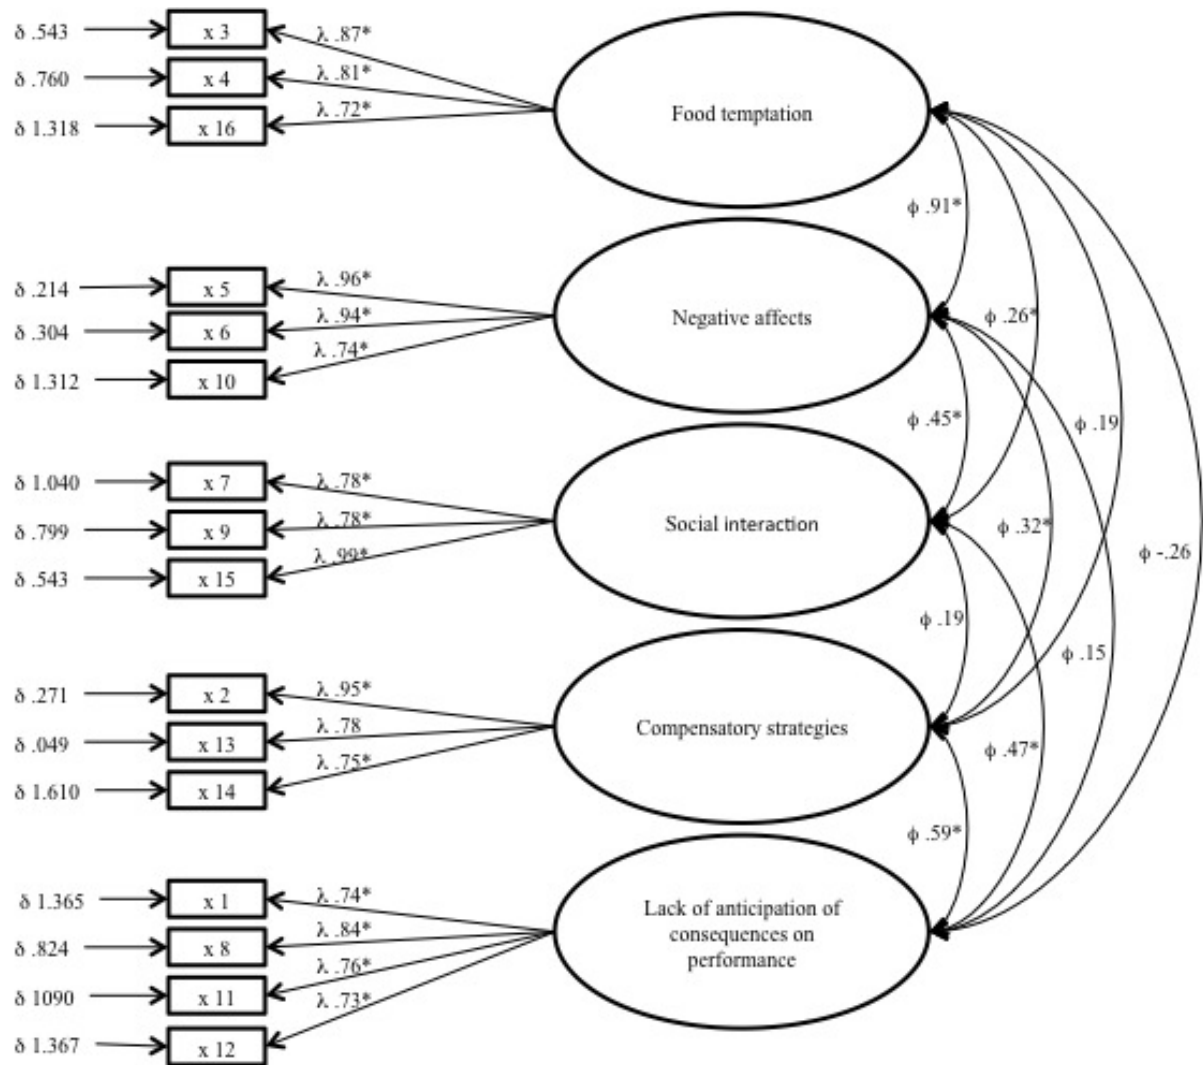 δ .543 x 3 λ .87*
δ .760 x 4 λ .81*
δ 1.318 x 16 λ .72*
Food temptation
ϕ .91*
δ .214 x 5 λ .96*
δ .304 x 6 λ .94*
δ 1.312 x 10 λ .74*
Negative affects
ϕ .26*
ϕ .45*
ϕ .19
δ 1.040 x 7 λ .78*
δ .799 x 9 λ .78*
δ .543 x 15 λ .99*
Social interaction
ϕ .32*
ϕ -.26
ϕ .19
ϕ .15
δ .271 x 2 λ .95*
δ .049 x 13 λ .78
δ 1.610 x 14 λ .75*
Compensatory strategies
ϕ .47*
ϕ .59*
δ 1.365 x 1 λ .74*
δ .824 x 8 λ .84*
δ 1090 x 11 λ .76*
δ 1.367 x 12 λ .73*
Lack of anticipation of
consequences on
performance